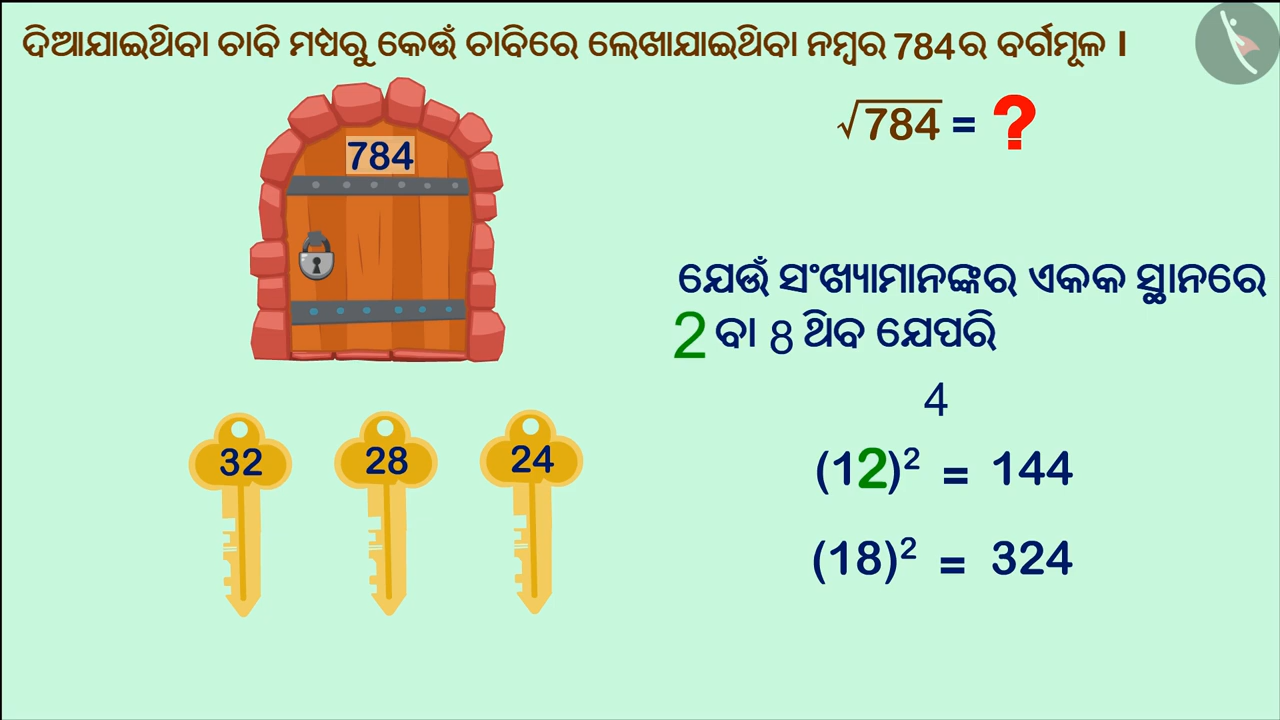 ଦିଆଯାଇଥିବା ଚାବି ମଧ୍ୟରୁ କେଉଁ ଚାବିରେ ଲେଖାଯାଇଥିବା ନମ୍ବର 784ର ବର୍ଗମୂଳ ।
√784 = ?
784
ଯେଉଁ ସଂଖ୍ୟାମାନଙ୍କର ଏକକ ସ୍ଥାନରେ
2 ବା 8 ଥିବ ଯେପରି
4
(12)² = 144
(18)² = 324
32 28 24